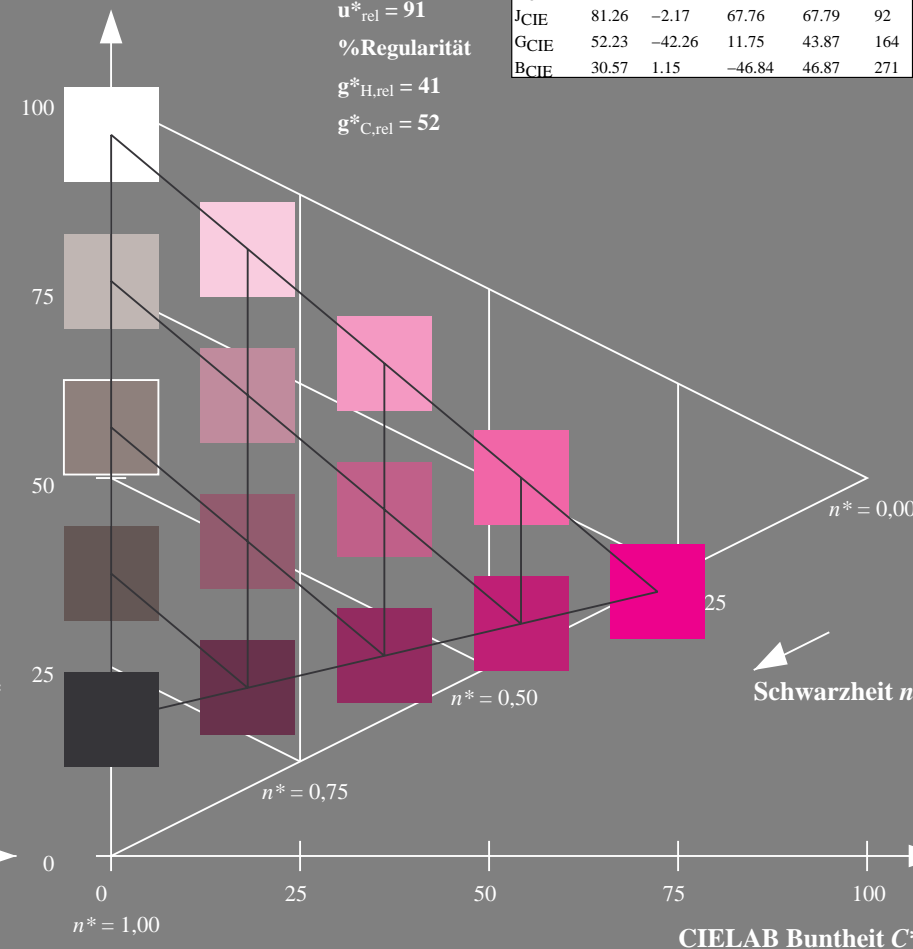 u*rel = 91
%Regularität
g*H,rel = 41
g*C,rel = 52
JCIE 81.26 −2.17 67.76 67.79 92
GCIE 52.23 −42.26 11.75 43.87 164
BCIE 30.57 1.15 −46.84 46.87 271
100
75
50
n* = 0,00
25
25
Schwarzheit n
n* = 0,50
n* = 0,75
0
0 25 50 75 100
n* = 1,00
CIELAB Buntheit C*